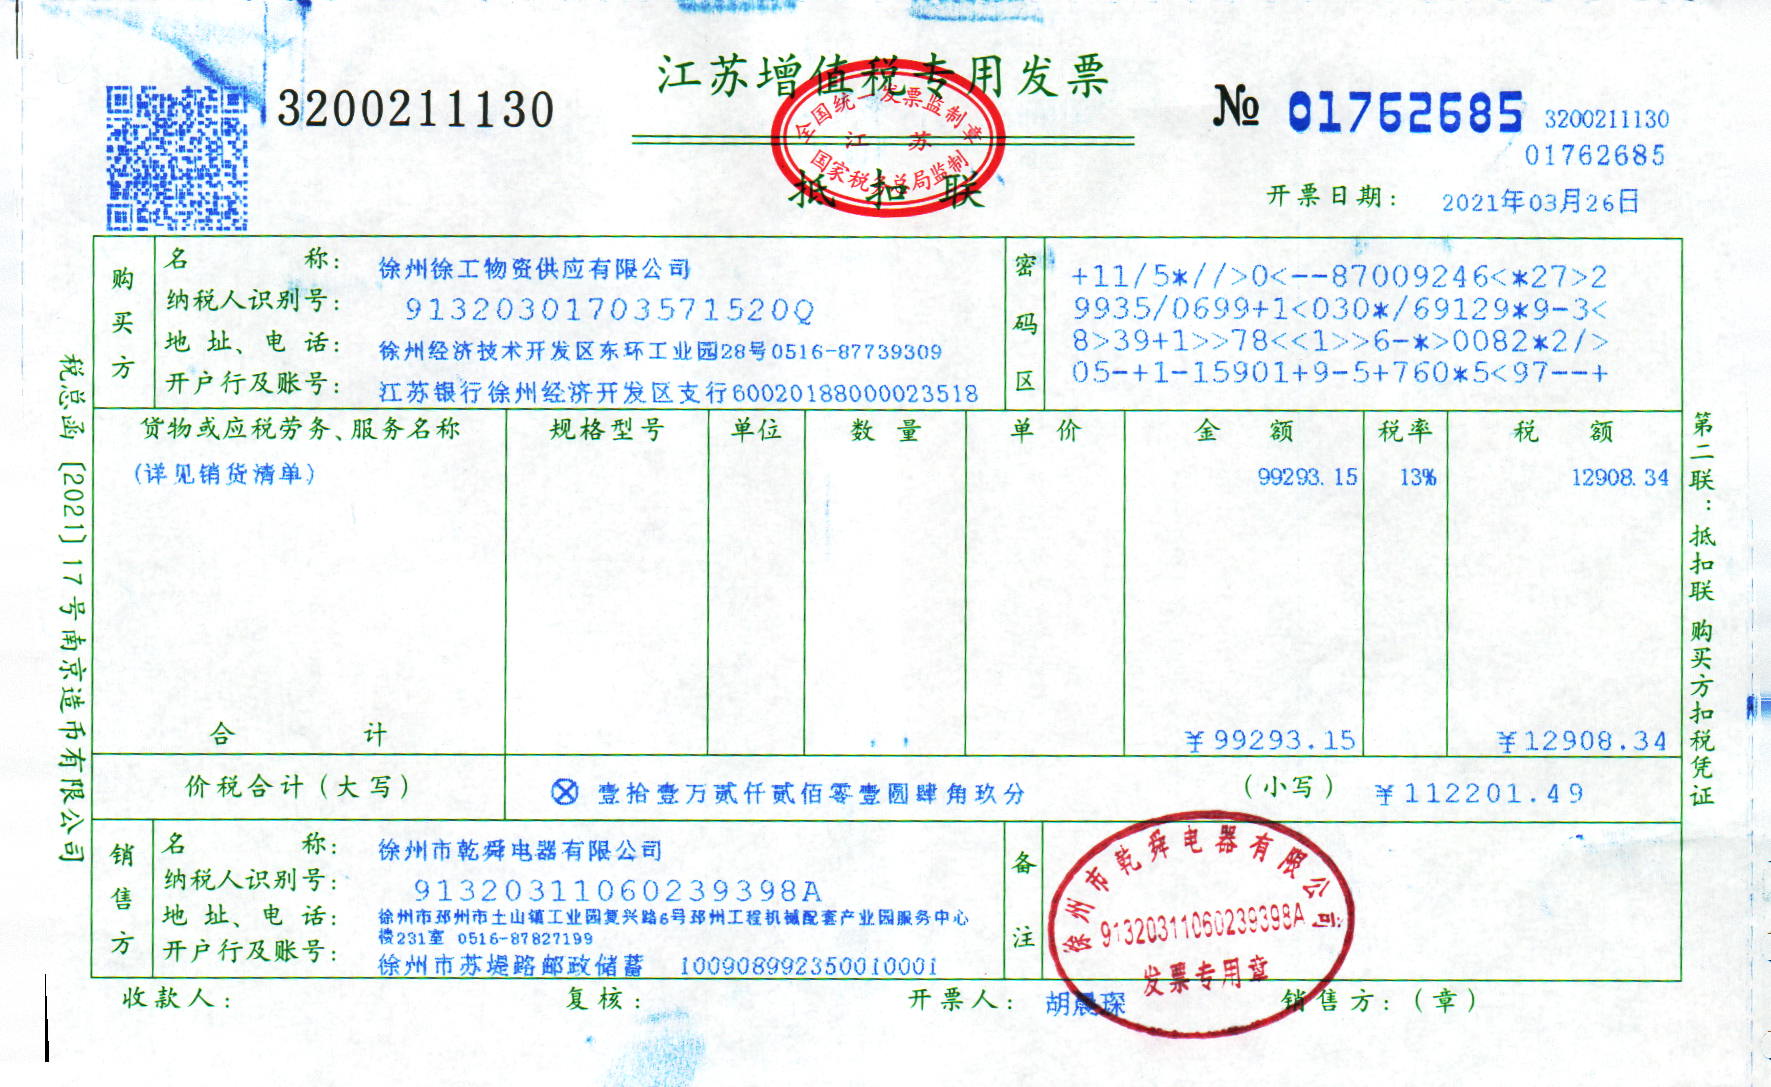 江苏增值税专用发票
3200211130
№ 01762685
3200211130
01762685
全国统一发票监制章
江 苏
国家税务总局监制
抵扣联
开票日期: 2021年03月26日
购买方
名 称: 徐州徐工物资供应有限公司
纳税人识别号: 91320301703571520Q
地 址、电 话: 徐州经济技术开发区东环工业园28号0516-87739309
开户行及账号: 江苏银行徐州经济开发区支行60020188000023518
密码区
+11/5*//>0<--87009246<*27>2
9935/0699+1<030*/69129*9-3<
8>39+1>>78<<1>>6-*>0082*2/>
05-+1-15901+9-5+760*5<97--+
货物或应税劳务、服务名称 规格型号 单位 数量 单价 金额 税率 税额
(详见销货清单) 99293.15 13% 12908.34
合 计 ¥99293.15 ¥12908.34
价税合计(大写) ⊗壹拾壹万贰仟贰佰零壹圆肆角玖分 (小写) ¥112201.49
销售方
名 称: 徐州市乾舜电器有限公司
纳税人识别号: 91320311060239398A
地 址、电 话: 徐州市邳州市土山镇工业园复兴路6号邳州工程机械配套产业园服务中心
楼231室 0516-87827199
开户行及账号: 徐州市苏堤路邮政储蓄 100908992350010001
备注
徐州市乾舜电器有限公司
91320311060239398A
发票专用章
收款人: 复核: 开票人: 胡晨琛 销售方:(章)
税总函〔2021〕17号南京造币有限公司
第二联:抵扣联 购买方扣税凭证